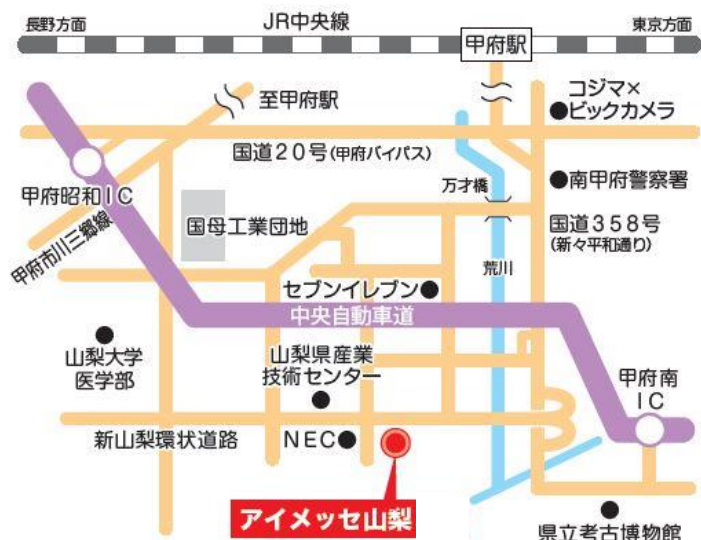 長野方面
JR中央線
東京方面
甲府駅
至甲府駅
コジマ×
ビックカメラ
国道20号(甲府バイパス)
甲府昭和IC
万才橋
南甲府警察署
国母工業団地
国道358号
(新々平和通り)
甲府市川三郷線
荒川
セブンイレブン
中央自動車道
山梨大学
医学部
山梨県産業
技術センター
甲府南
IC
新山梨環状道路
NEC
アイメッセ山梨
県立考古博物館